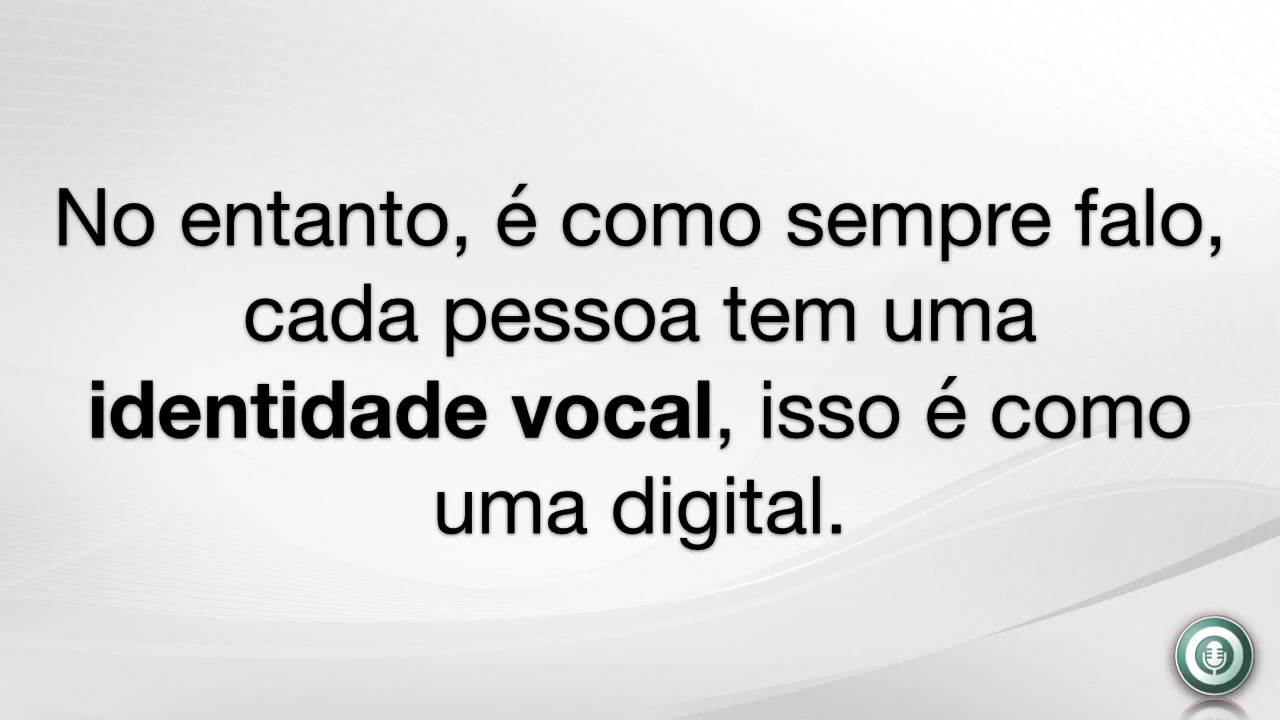 No entanto, é como sempre falo,
cada pessoa tem uma
identidade vocal, isso é como
uma digital.